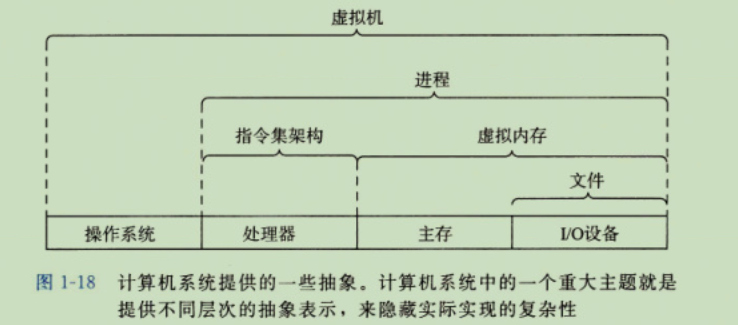 虚拟机
进程
指令集架构 虚拟内存
文件
操作系统 处理器 主存 I/O设备
图 1-18 计算机系统提供的一些抽象。计算机系统中的一个重大主题就是
提供不同层次的抽象表示，来隐藏实际实现的复杂性